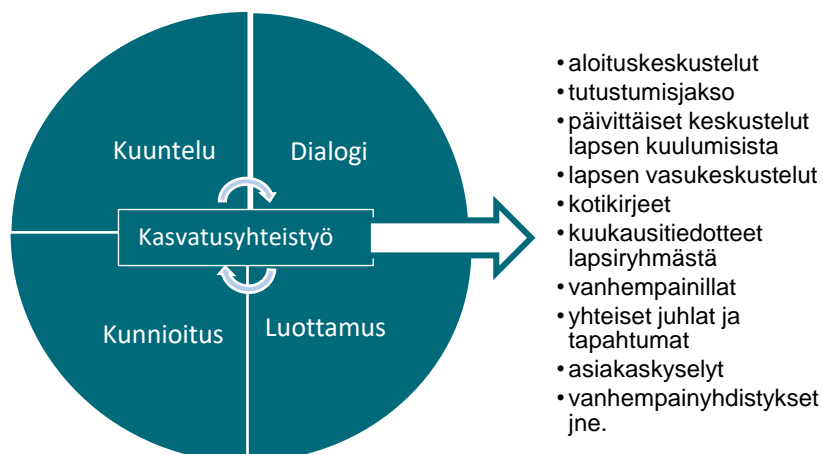 Kuuntelu
Dialogi
Kasvatusyhteistyö
Kunnioitus
Luottamus
•aloituskeskustelut
•tutustumisjakso
•päivittäiset keskustelut
lapsen kuulumisista
•lapsen vasukeskustelut
•kotikirjeet
•kuukausitiedotteet
lapsiryhmästä
•vanhempainillat
•yhteiset juhlat ja
tapahtumat
•asiakaskyselyt
•vanhempainyhdistykset
jne.